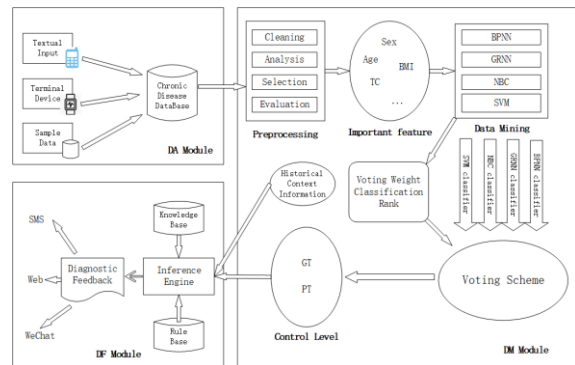 Textual
Input
Terminal
Device
Sample
Data
Chronic
Disease
DataBase
DA Module
Cleaning
Analysis
Selection
Evaluation
Preprocessing
Sex
Age
BMI
TC
...
Important feature
BPNN
GRNN
NBC
SVM
Data Mining
Voting Weight
Classification
Rank
SVM classifier
NBC classifier
GRNN classifier
BPNN classifier
Voting Scheme
DM Module
Historical
Context
Information
GT
PT
Control Level
Knowledge
Base
Inference
Engine
Rule
Base
Diagnostic
Feedback
SMS
Web
WeChat
DF Module